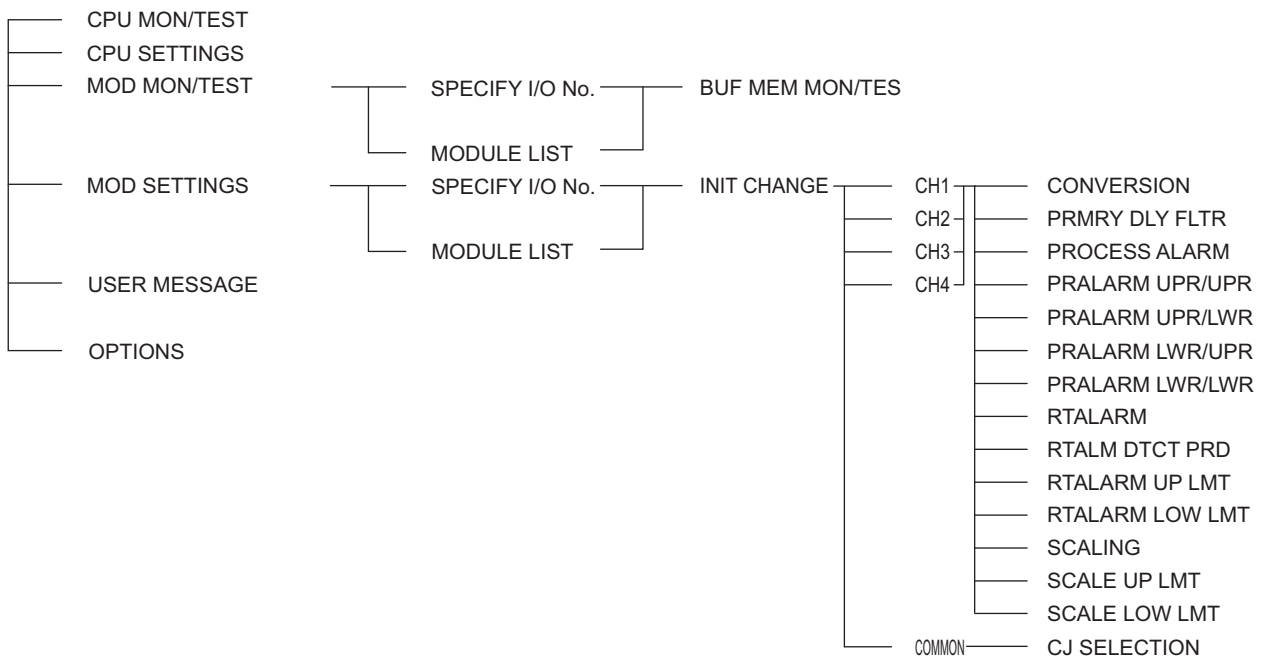 CPU MON/TEST
CPU SETTINGS
MOD MON/TEST
SPECIFY I/O No.
BUF MEM MON/TES
MODULE LIST
MOD SETTINGS
SPECIFY I/O No.
INIT CHANGE
CH1
CONVERSION
CH2
PRMRY DLY FLTR
MODULE LIST
CH3
PROCESS ALARM
USER MESSAGE
CH4
PRALARM UPR/UPR
PRALARM UPR/LWR
OPTIONS
PRALARM LWR/UPR
PRALARM LWR/LWR
RTALARM
RTALM DTCT PRD
RTALARM UP LMT
RTALARM LOW LMT
SCALING
SCALE UP LMT
SCALE LOW LMT
COMMON
CJ SELECTION